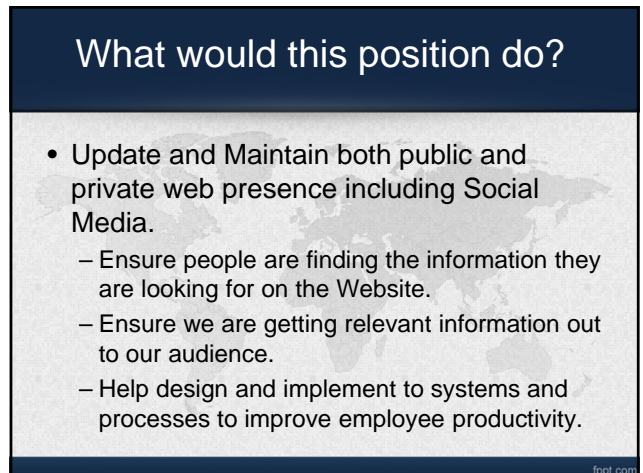 What would this position do?
• Update and Maintain both public and
private web presence including Social
Media.
– Ensure people are finding the information they
are looking for on the Website.
– Ensure we are getting relevant information out
to our audience.
– Help design and implement to systems and
processes to improve employee productivity.
fppt.com